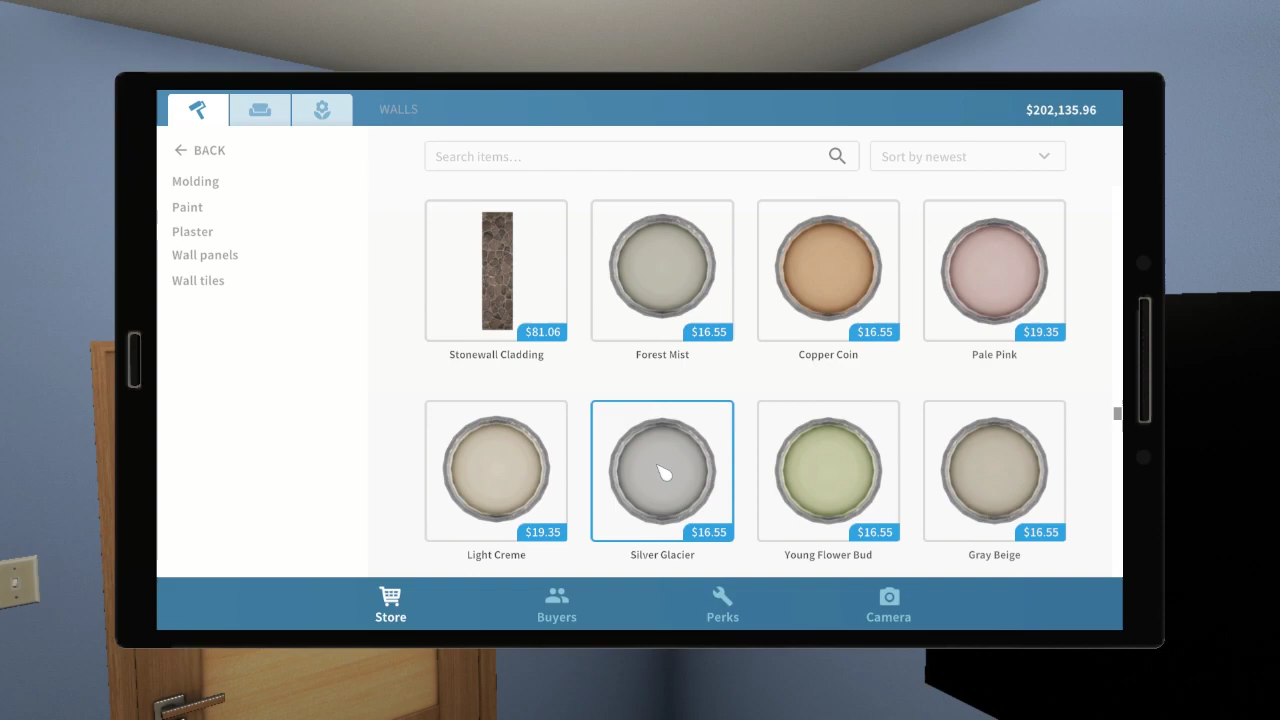 WALLS
$202,135.96
BACK
Molding
Paint
Plaster
Wall panels
Wall tiles
Search items...
Sort by newest
$81.06
$16.55
$16.55
$19.35
Stonewall Cladding
Forest Mist
Copper Coin
Pale Pink
$19.35
$16.55
$16.55
$16.55
Light Creme
Silver Glacier
Young Flower Bud
Gray Beige
Store
Buyers
Perks
Camera